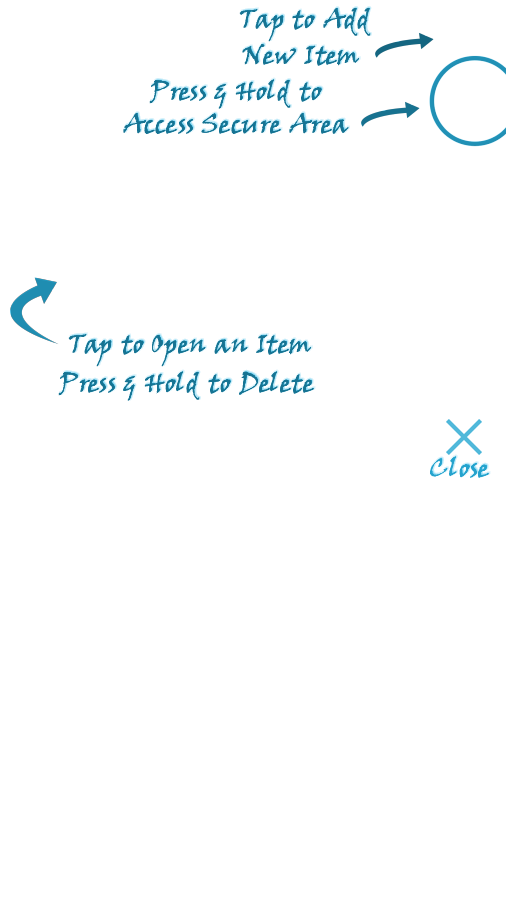 Tap to Add
New Item
Press & Hold to
Access Secure Area
Tap to Open an Item
Press & Hold to Delete
Close